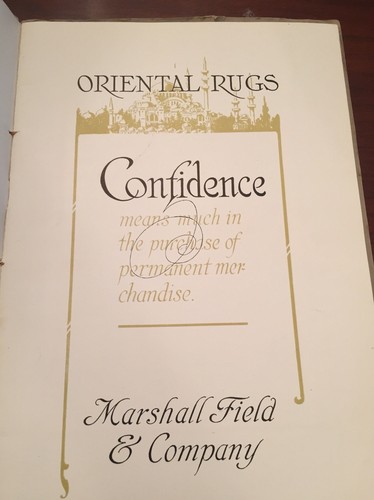 ORIENTAL RUGS
Confidence
means much in
the purchase of
permanent mer-
chandise.
Marshall Field
& Company